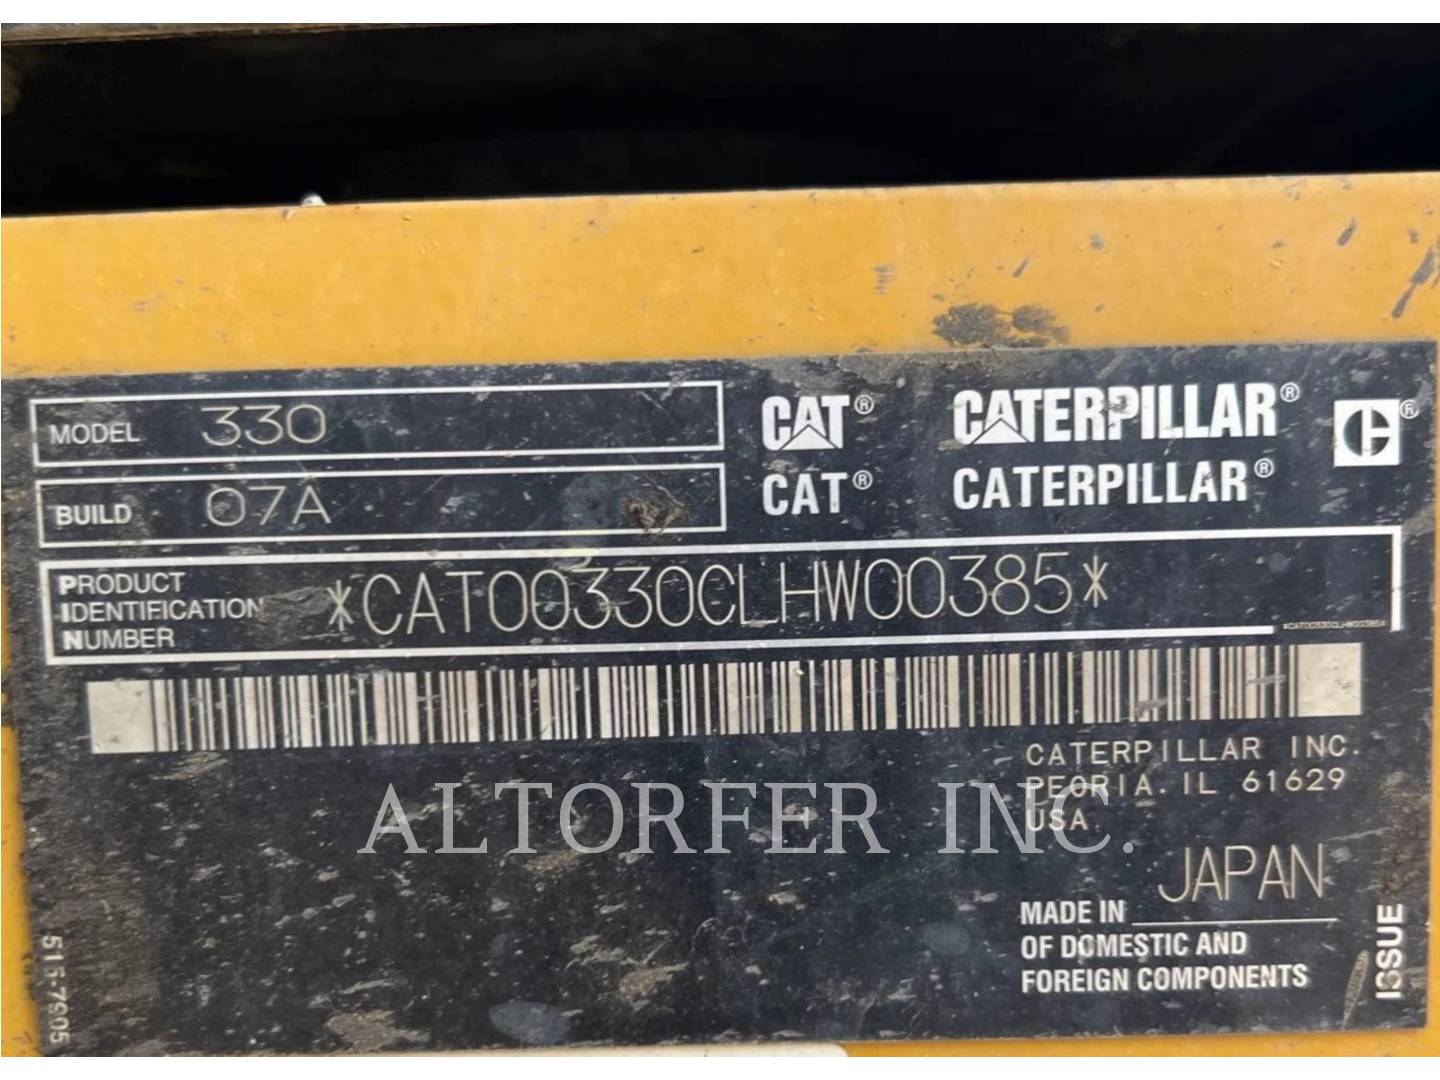 MODEL 330
CAT® CATERPILLAR®
BUILD 07A
CAT® CATERPILLAR®
PRODUCT
IDENTIFICATION
NUMBER
*CAT00330CLHW00385*
*CAT00330CLHW00385*
CATERPILLAR INC.
PEORIA. IL 61629
USA
ALTORFER INC.
MADE IN JAPAN
OF DOMESTIC AND
FOREIGN COMPONENTS
ISSUE